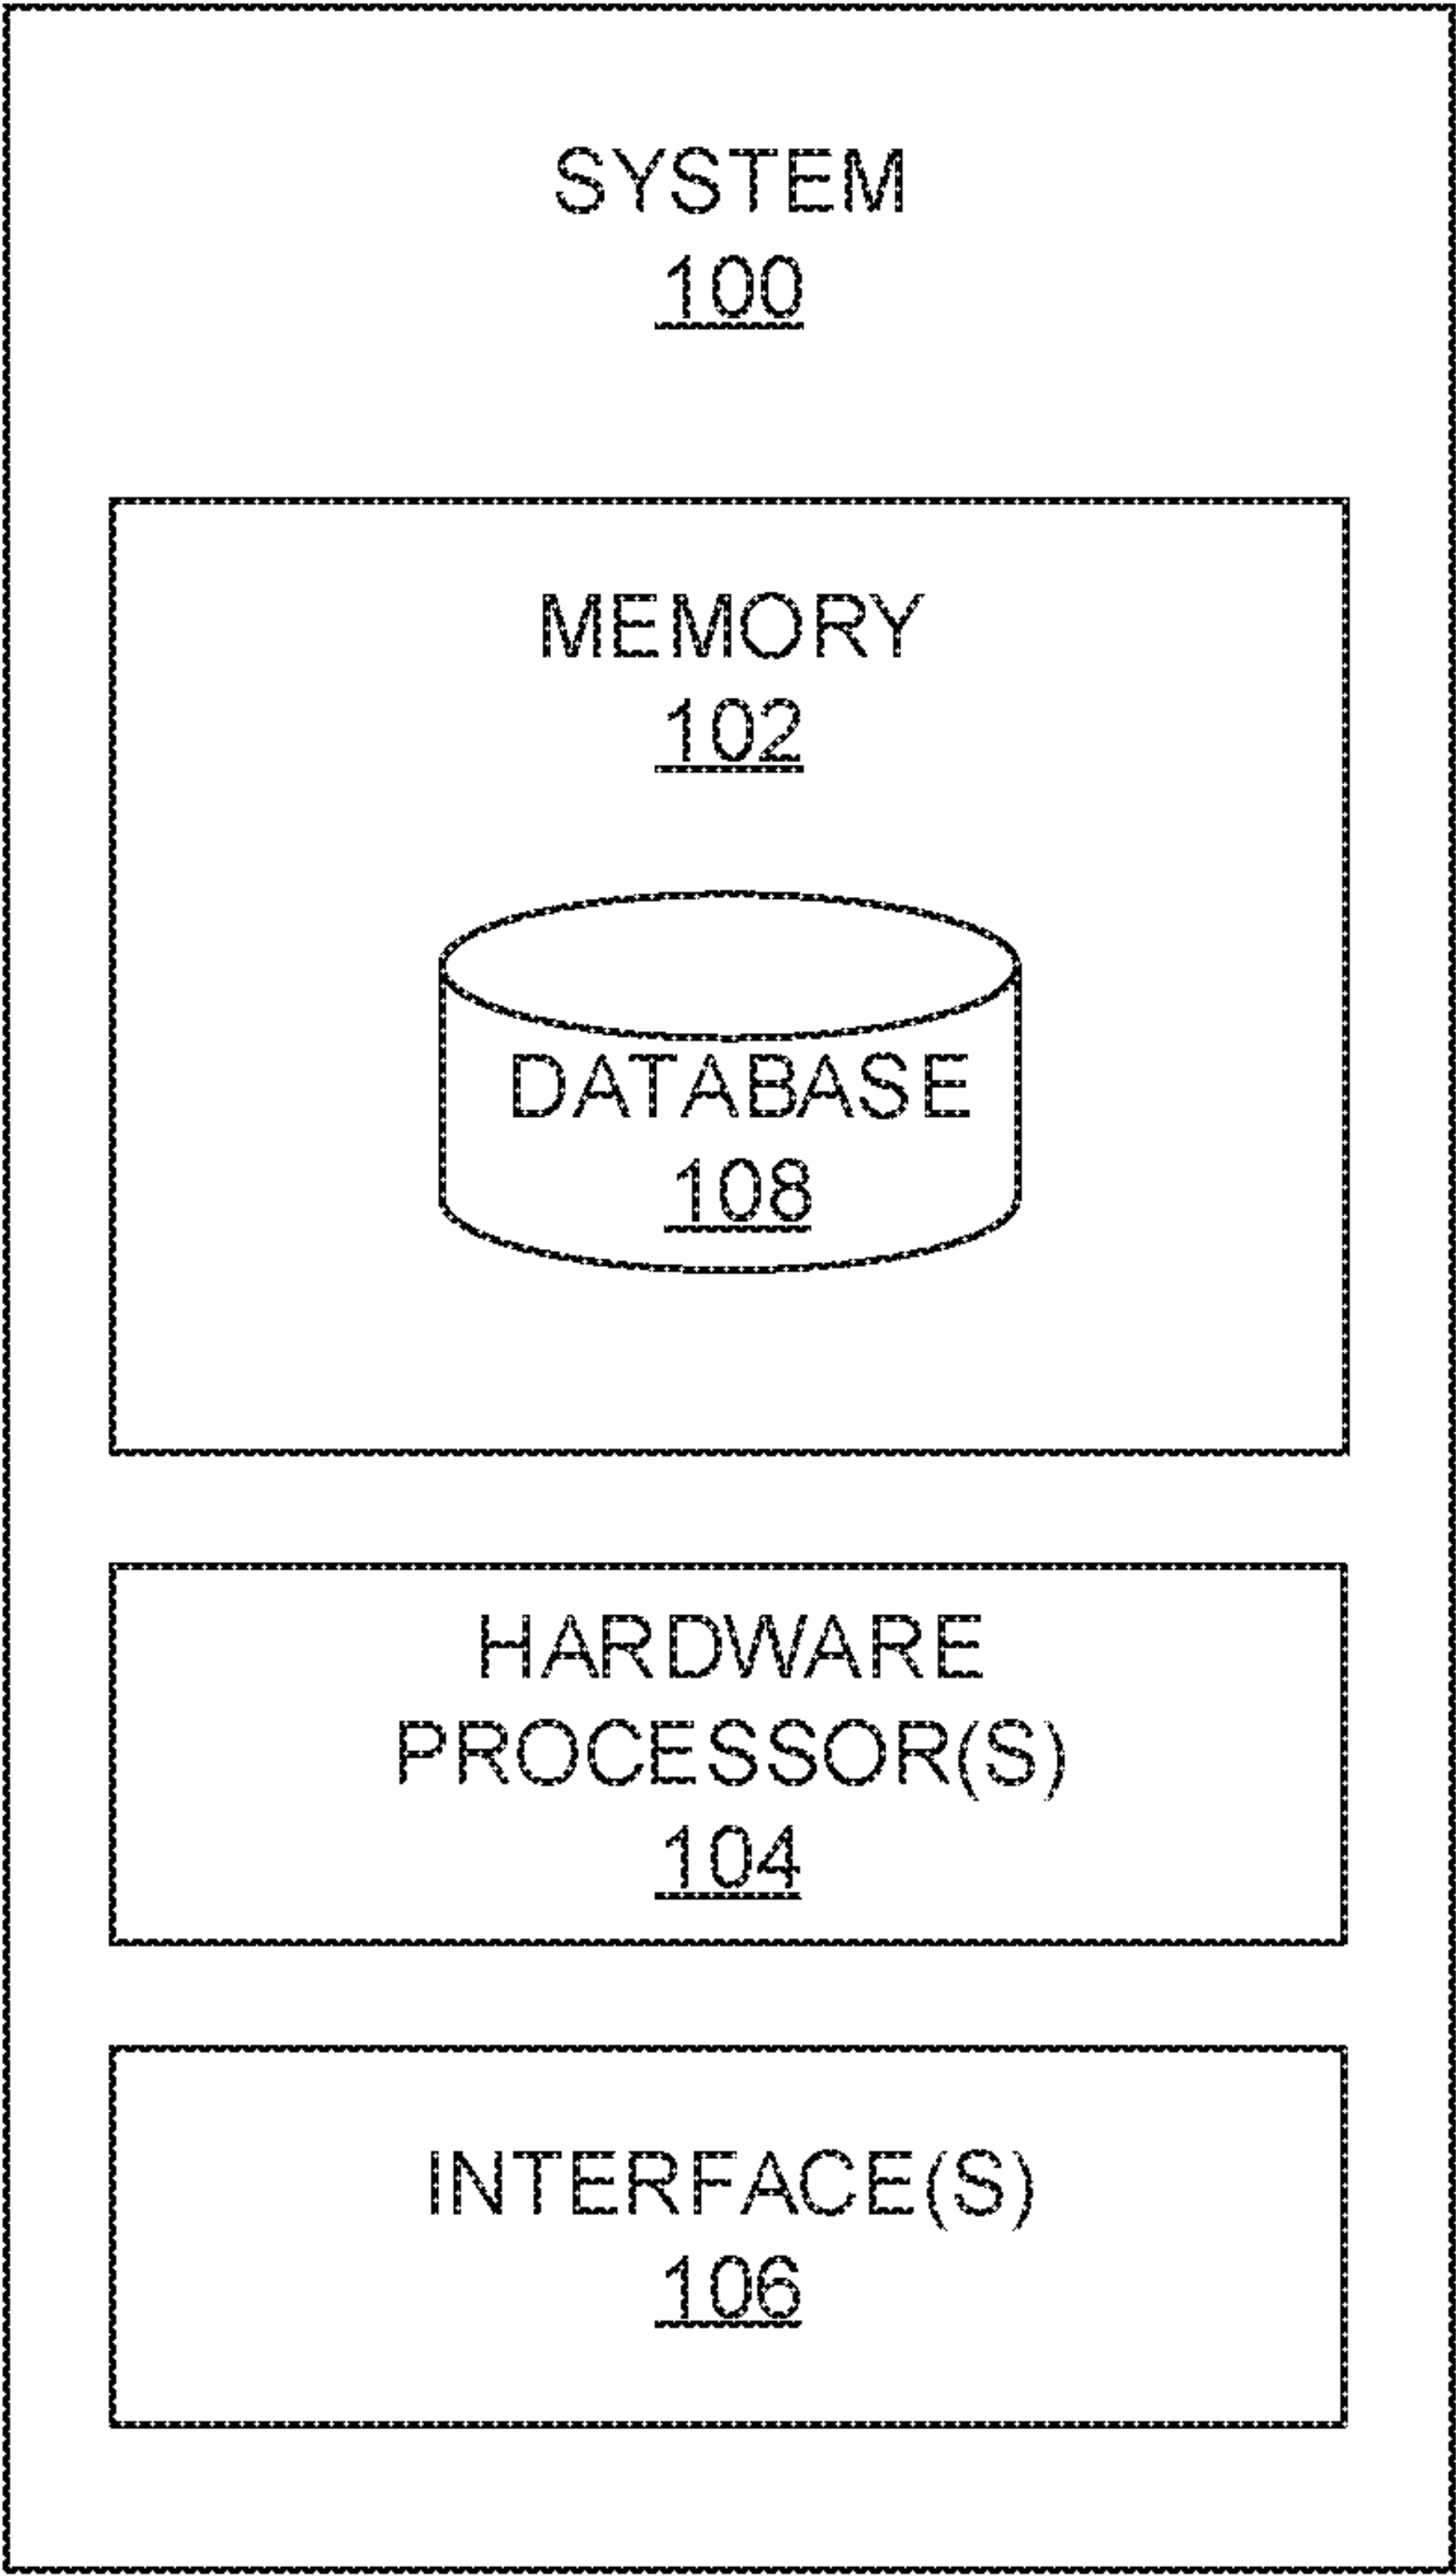 SYSTEM
100
MEMORY
102
DATABASE
108
HARDWARE
PROCESSOR(S)
104
INTERFACE(S)
106